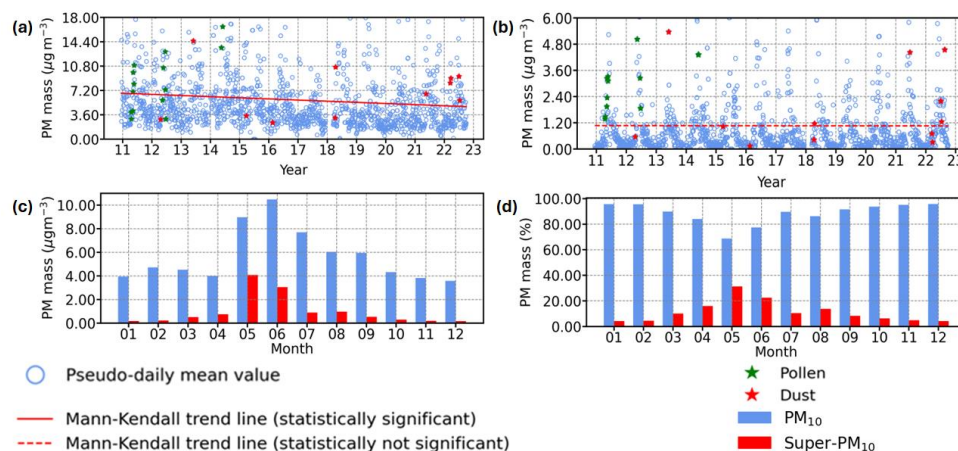 (a)
PM mass (μg m⁻³)
18.00
14.40
10.80
7.20
3.60
0.00
11 12 13 14 15 16 17 18 19 20 21 22 23
Year
(b)
PM mass (μg m⁻³)
6.00
4.80
3.60
2.40
1.20
0.00
11 12 13 14 15 16 17 18 19 20 21 22 23
Year
(c)
PM mass (μgm⁻³)
10.00
8.00
6.00
4.00
2.00
0.00
01 02 03 04 05 06 07 08 09 10 11 12
Month
(d)
PM mass (%)
100.00
80.00
60.00
40.00
20.00
0.00
01 02 03 04 05 06 07 08 09 10 11 12
Month
Pseudo-daily mean value
Mann-Kendall trend line (statistically significant)
Mann-Kendall trend line (statistically not significant)
Pollen
Dust
PM₁₀
Super-PM₁₀